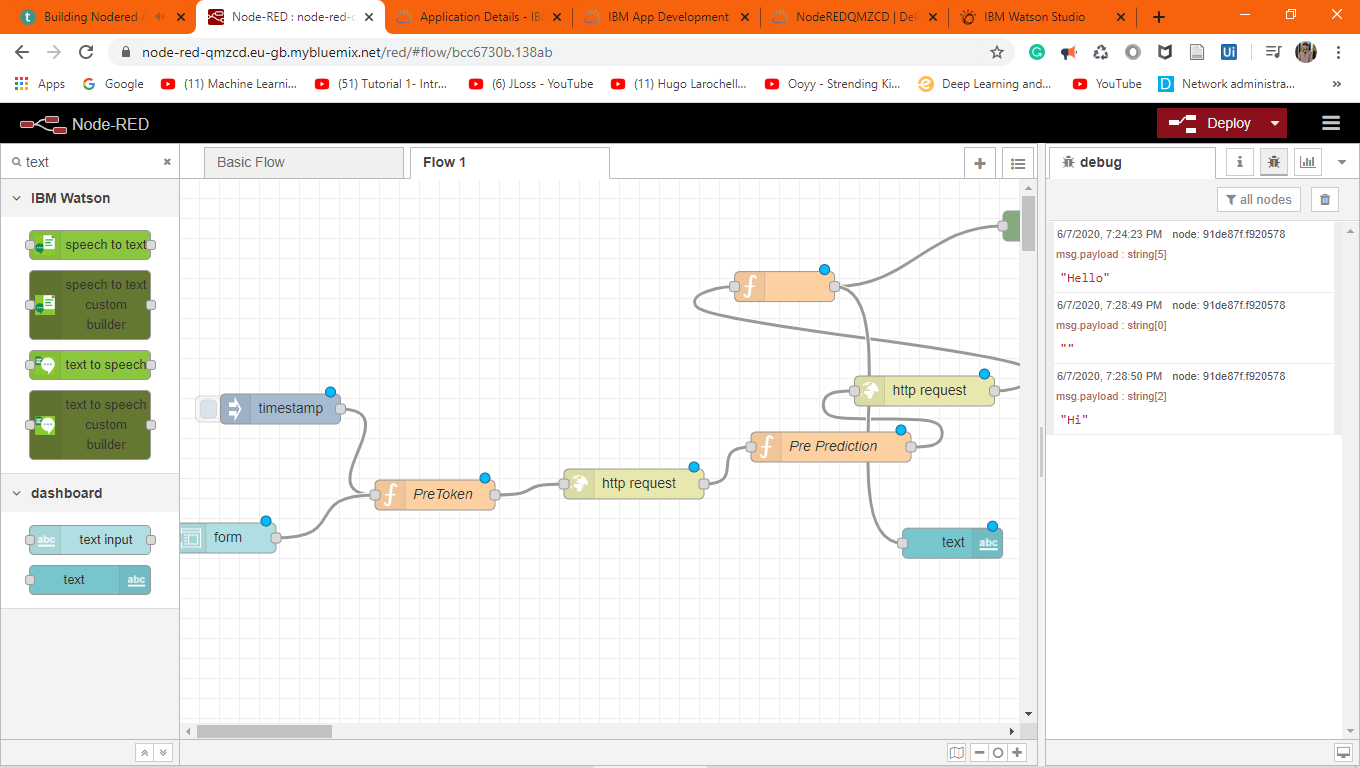 Building Nodered A
Node-RED : node-red-q
Application Details - IB
IBM App Development
NodeREDQMZCD | Deli
IBM Watson Studio
node-red-qmzcd.eu-gb.mybluemix.net/red/#flow/bcc6730b.138ab
Apps
Google
(11) Machine Learni...
(51) Tutorial 1- Intr...
(6) JLoss - YouTube
(11) Hugo Larochell...
Ooyy - Strending Ki...
Deep Learning and...
YouTube
Network administra...
Node-RED
Deploy
text
Basic Flow
Flow 1
debug
all nodes
IBM Watson
speech to text
speech to text
custom
builder
text to speech
text to speech
custom
builder
dashboard
text input
abc
text
abc
timestamp
form
PreToken
http request
Pre Prediction
http request
text
abc
6/7/2020, 7:24:23 PM node: 91de87f.f920578
msg.payload : string[5]
"Hello"
6/7/2020, 7:28:49 PM node: 91de87f.f920578
msg.payload : string[0]
""
6/7/2020, 7:28:50 PM node: 91de87f.f920578
msg.payload : string[2]
"Hi"